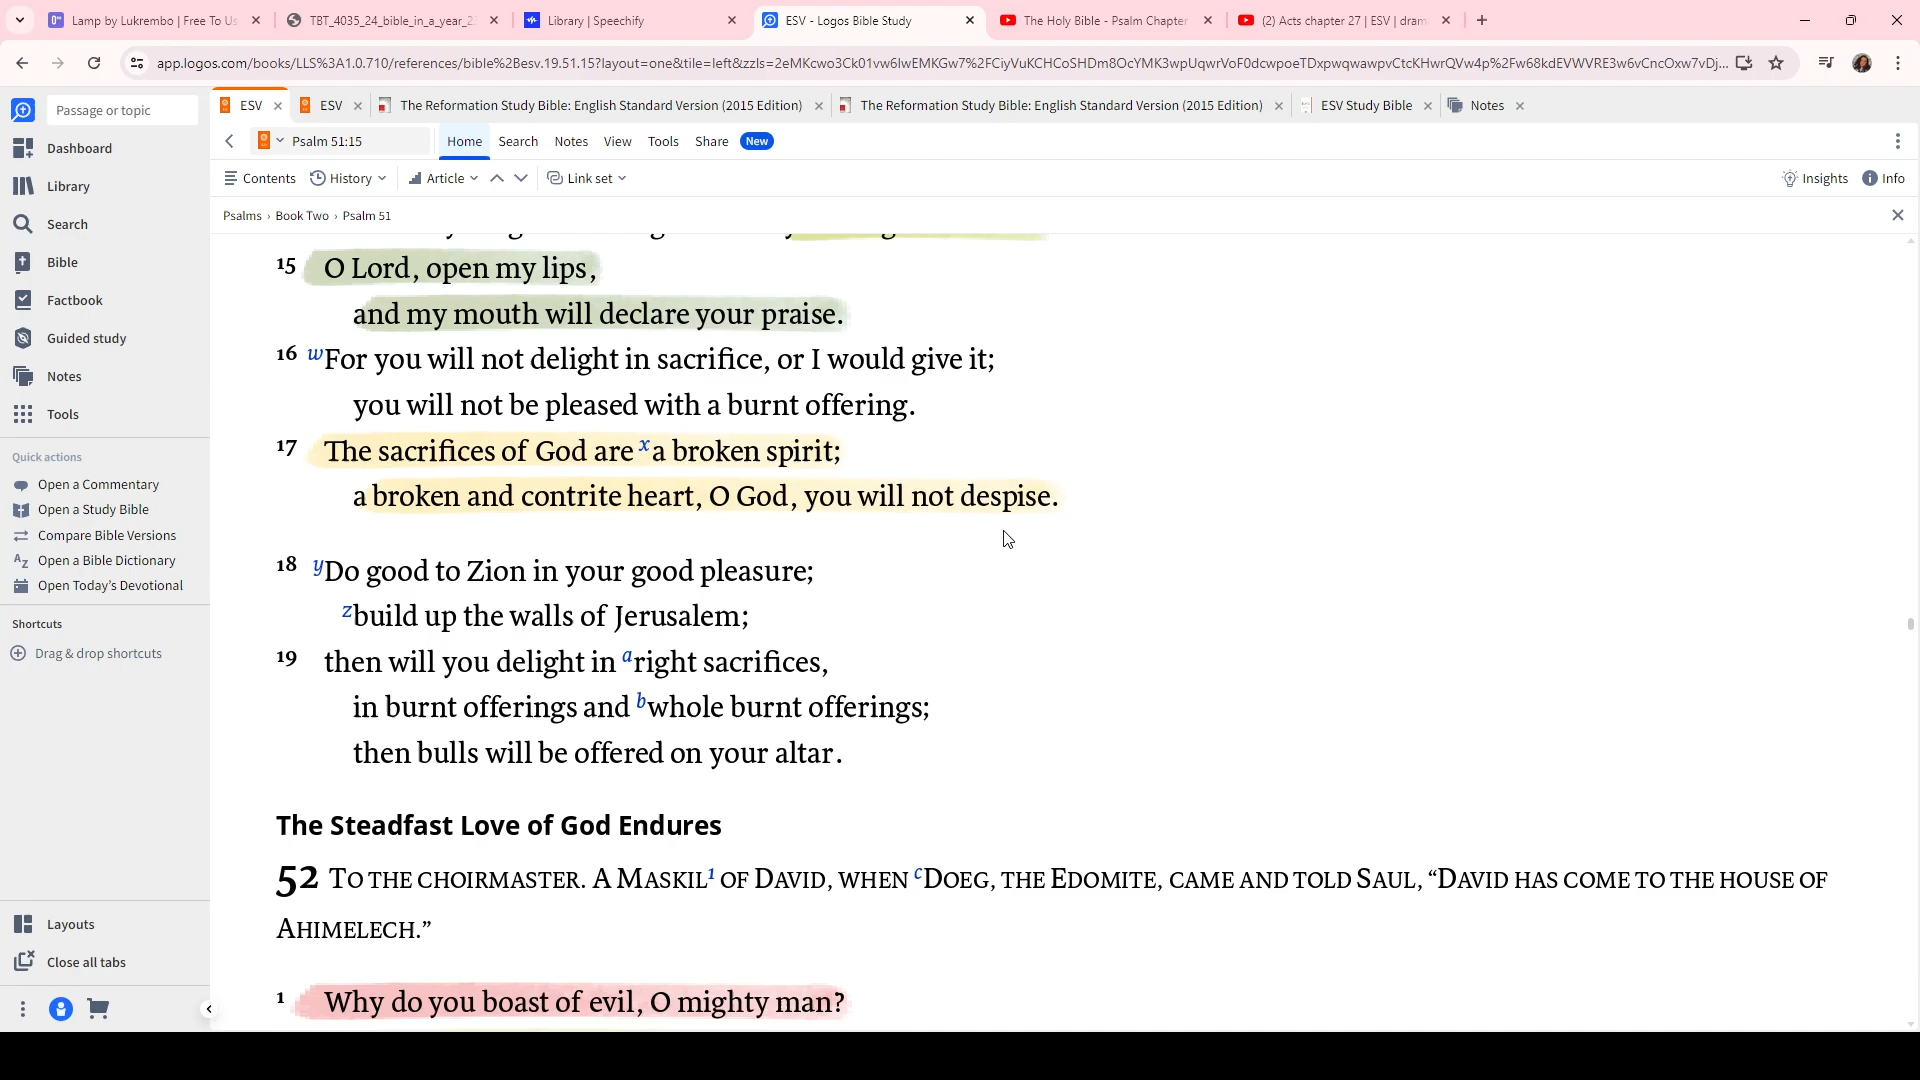 Lamp by Lukrembo | Free To Us
TBT_4035_24_bible_in_a_year_2
Library | Speechify
ESV - Logos Bible Study
The Holy Bible - Psalm Chapter
(2) Acts chapter 27 | ESV | dram
ESV
ESV
The Reformation Study Bible: English Standard Version (2015 Edition)
The Reformation Study Bible: English Standard Version (2015 Edition)
ESV Study Bible
Notes
Passage or topic
Dashboard
Library
Search
Bible
Factbook
Guided study
Notes
Tools
Quick actions
Open a Commentary
Open a Study Bible
Compare Bible Versions
Open a Bible Dictionary
Open Today's Devotional
Shortcuts
Drag & drop shortcuts
Layouts
Close all tabs
Psalm 51:15
Home Search Notes View Tools Share New
Contents History Article Link set Insights Info
Psalms › Book Two › Psalm 51
15 O Lord, open my lips,
and my mouth will declare your praise.
16 wFor you will not delight in sacrifice, or I would give it;
you will not be pleased with a burnt offering.
17 The sacrifices of God are xa broken spirit;
a broken and contrite heart, O God, you will not despise.
18 yDo good to Zion in your good pleasure;
zbuild up the walls of Jerusalem;
19 then will you delight in aright sacrifices,
in burnt offerings and bwhole burnt offerings;
then bulls will be offered on your altar.
The Steadfast Love of God Endures
52 To the choirmaster. A Maskil1 of David, when cDoeg, the Edomite, came and told Saul, “David has come to the house of
Ahimelech.”
1 Why do you boast of evil, O mighty man?